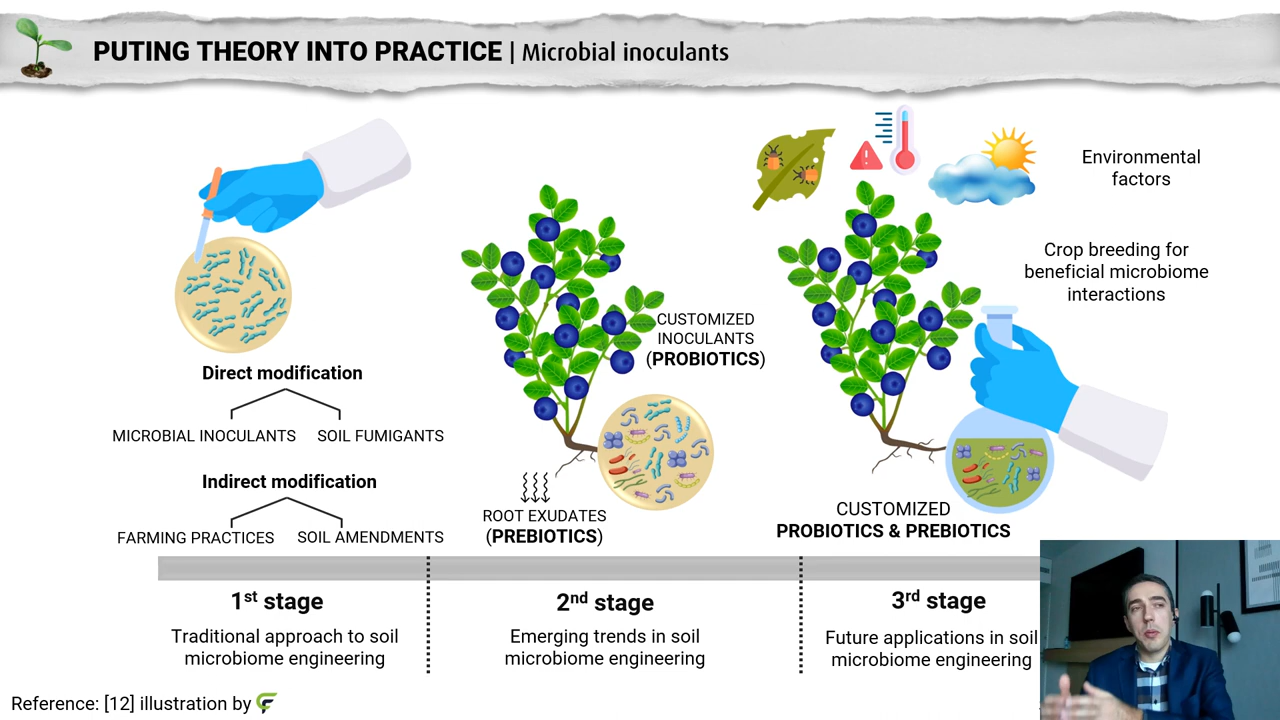 PUTING THEORY INTO PRACTICE | Microbial inoculants
Environmental
factors
Crop breeding for
beneficial microbiome
interactions
CUSTOMIZED
INOCULANTS
(PROBIOTICS)
Direct modification
MICROBIAL INOCULANTS SOIL FUMIGANTS
Indirect modification
FARMING PRACTICES SOIL AMENDMENTS
ROOT EXUDATES
(PREBIOTICS)
CUSTOMIZED
PROBIOTICS & PREBIOTICS
1st stage
Traditional approach to soil
microbiome engineering
2nd stage
Emerging trends in soil
microbiome engineering
3rd stage
Future applications in soil
microbiome engineering
Reference: [12] illustration by